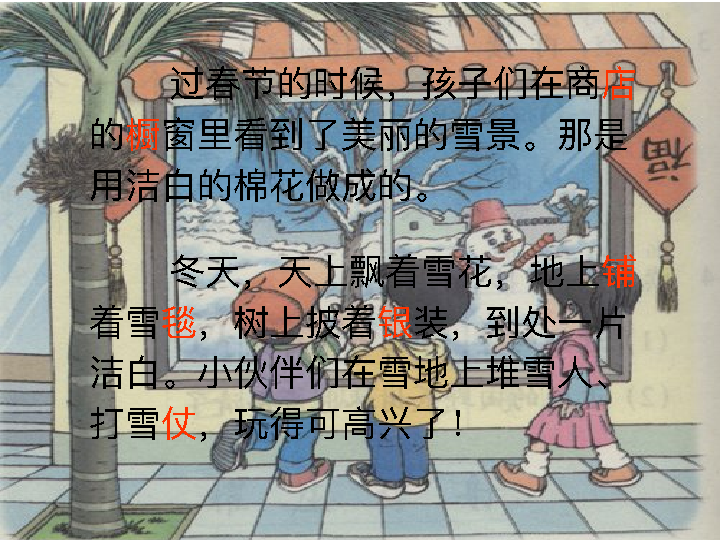 过春节的时候，孩子们在商店
的橱窗里看到了美丽的雪景。那是
用洁白的棉花做成的。
冬天，天上飘着雪花，地上铺
着雪毯，树上披着银装，到处一片
洁白。小伙伴们在雪地上堆雪人、
打雪仗，玩得可高兴了！
福